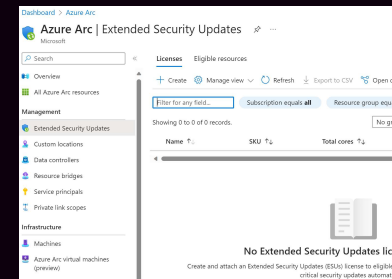 Dashboard > Azure Arc
Azure Arc | Extended Security Updates
Microsoft
Search
Overview
All Azure Arc resources
Management
Extended Security Updates
Custom locations
Data controllers
Resource bridges
Service principals
Private link scopes
Infrastructure
Machines
Azure Arc virtual machines
(preview)
Licenses Eligible resources
Create Manage view Refresh Export to CSV Open
Filter for any field... Subscription equals all Resource group equ
Showing 0 to 0 of 0 records.
No gr
Name SKU Total cores
No Extended Security Updates lic
Create and attach an Extended Security Updates (ESUs) license to eligible
critical security updates automat